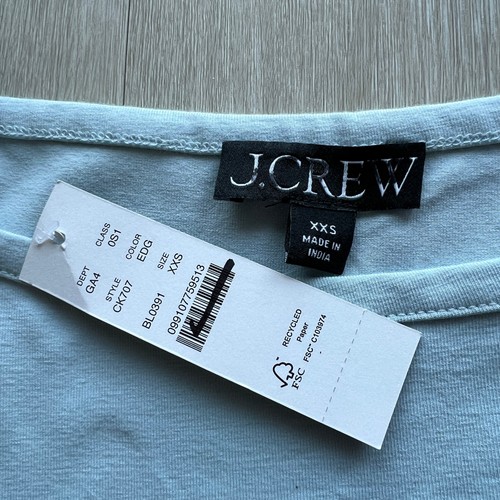 J.CREW
XXS
MADE IN
INDIA
CLASS
0S1
COLOR
EDG
SIZE
XXS
DEPT
GA4
STYLE
CK707
BL0391
099107759513
RECYCLED
Paper
FSC™ C103974
FSC